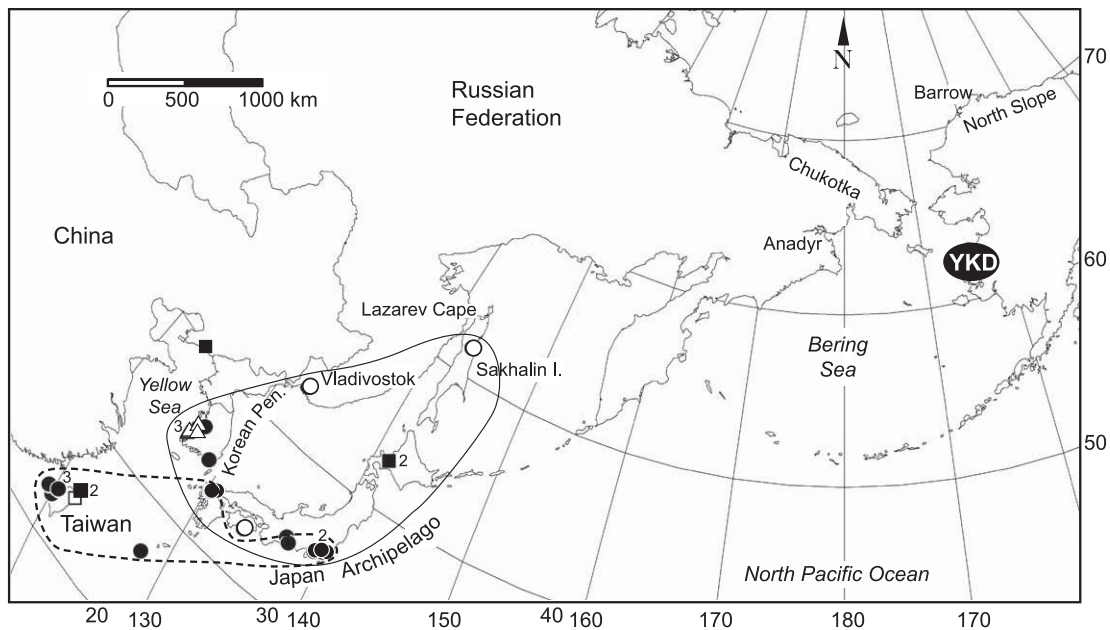 70
N
Barrow
North Slope
0 500 1000 km
Russian
Federation
Chukotka
China
Anadyr
YKD
60
Lazarev Cape
Bering
Sea
Sakhalin I.
Vladivostok
Yellow
Sea
Korean Pen.
3
50
2
3
2
Taiwan
2
Archipelago
Japan
North Pacific Ocean
20 130 30 140 150 40 160 170 180 170